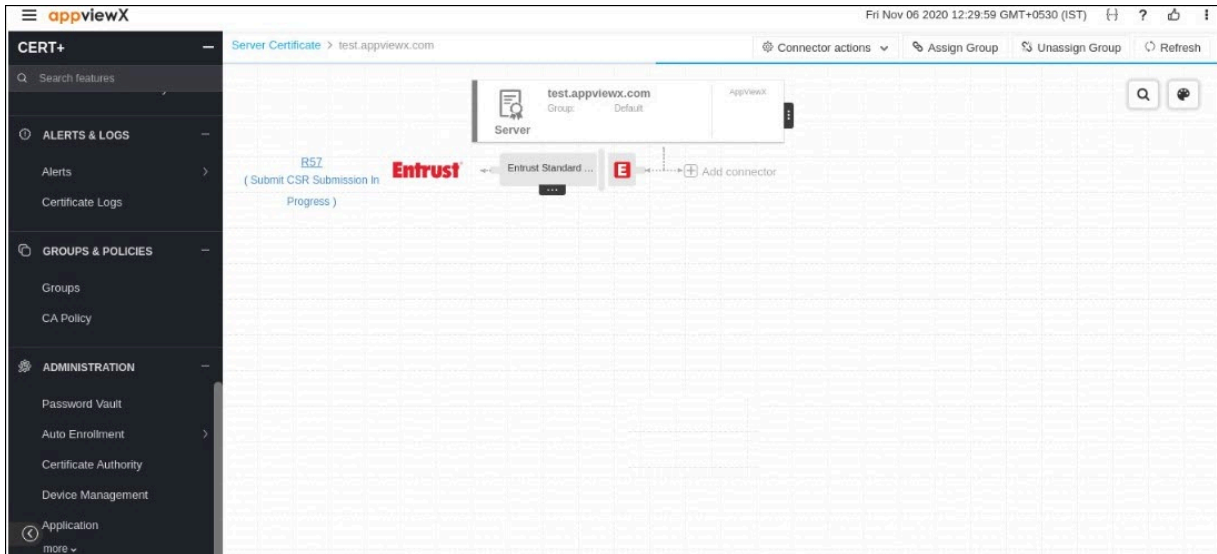 appviewX
Fri Nov 06 2020 12:29:59 GMT+0530 (IST)
CERT+
Server Certificate > test.appviewx.com
Connector actions
Assign Group
Unassign Group
Refresh
Search features
ALERTS & LOGS
Alerts
Certificate Logs
GROUPS & POLICIES
Groups
CA Policy
ADMINISTRATION
Password Vault
Auto Enrollment
Certificate Authority
Device Management
Application
more
test.appviewx.com
Group: Default
AppViewX
Server
R57
( Submit CSR Submission In
Progress )
Entrust
Entrust Standard ...
E
Add connector